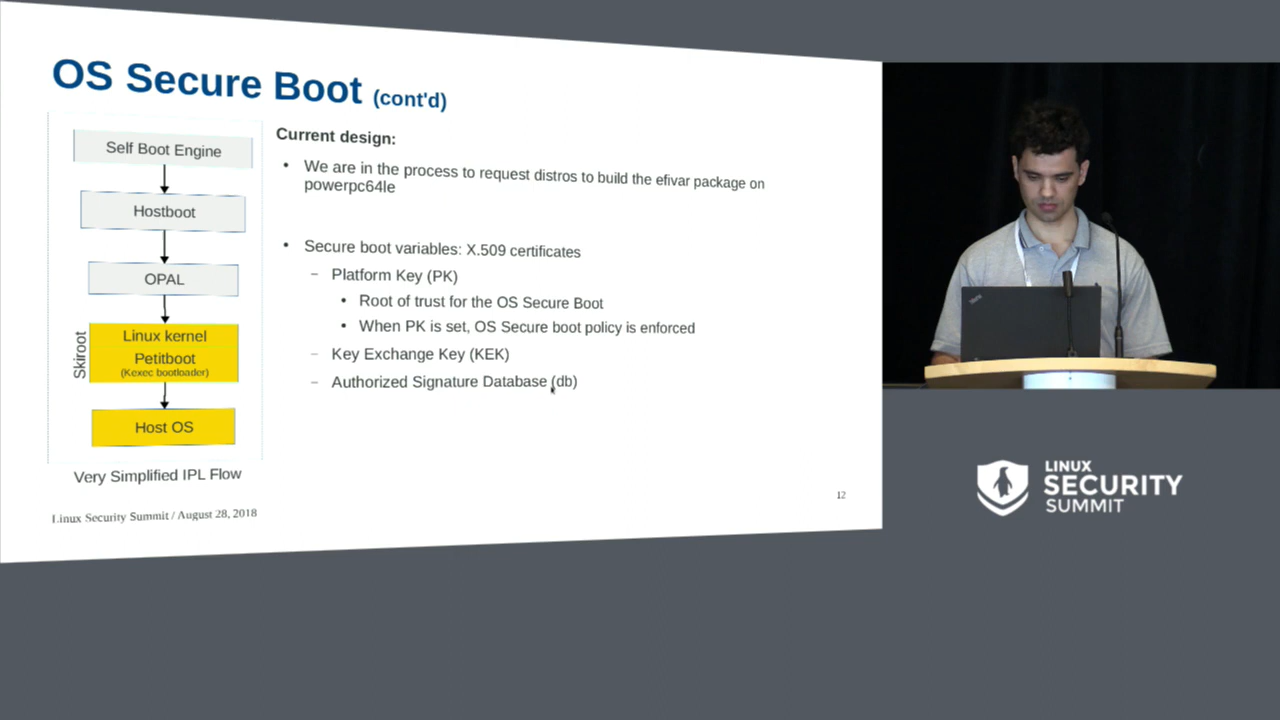 OS Secure Boot (cont'd)
Self Boot Engine
Hostboot
OPAL
Skiroot
Linux kernel
Petitboot
(Kexec bootloader)
Host OS
Very Simplified IPL Flow
Current design:
• We are in the process to request distros to build the efivar package on
powerpc64le
• Secure boot variables: X.509 certificates
– Platform Key (PK)
• Root of trust for the OS Secure Boot
• When PK is set, OS Secure boot policy is enforced
– Key Exchange Key (KEK)
– Authorized Signature Database (db)
12
Linux Security Summit / August 28, 2018
ThinkPad
LINUX
SECURITY
SUMMIT